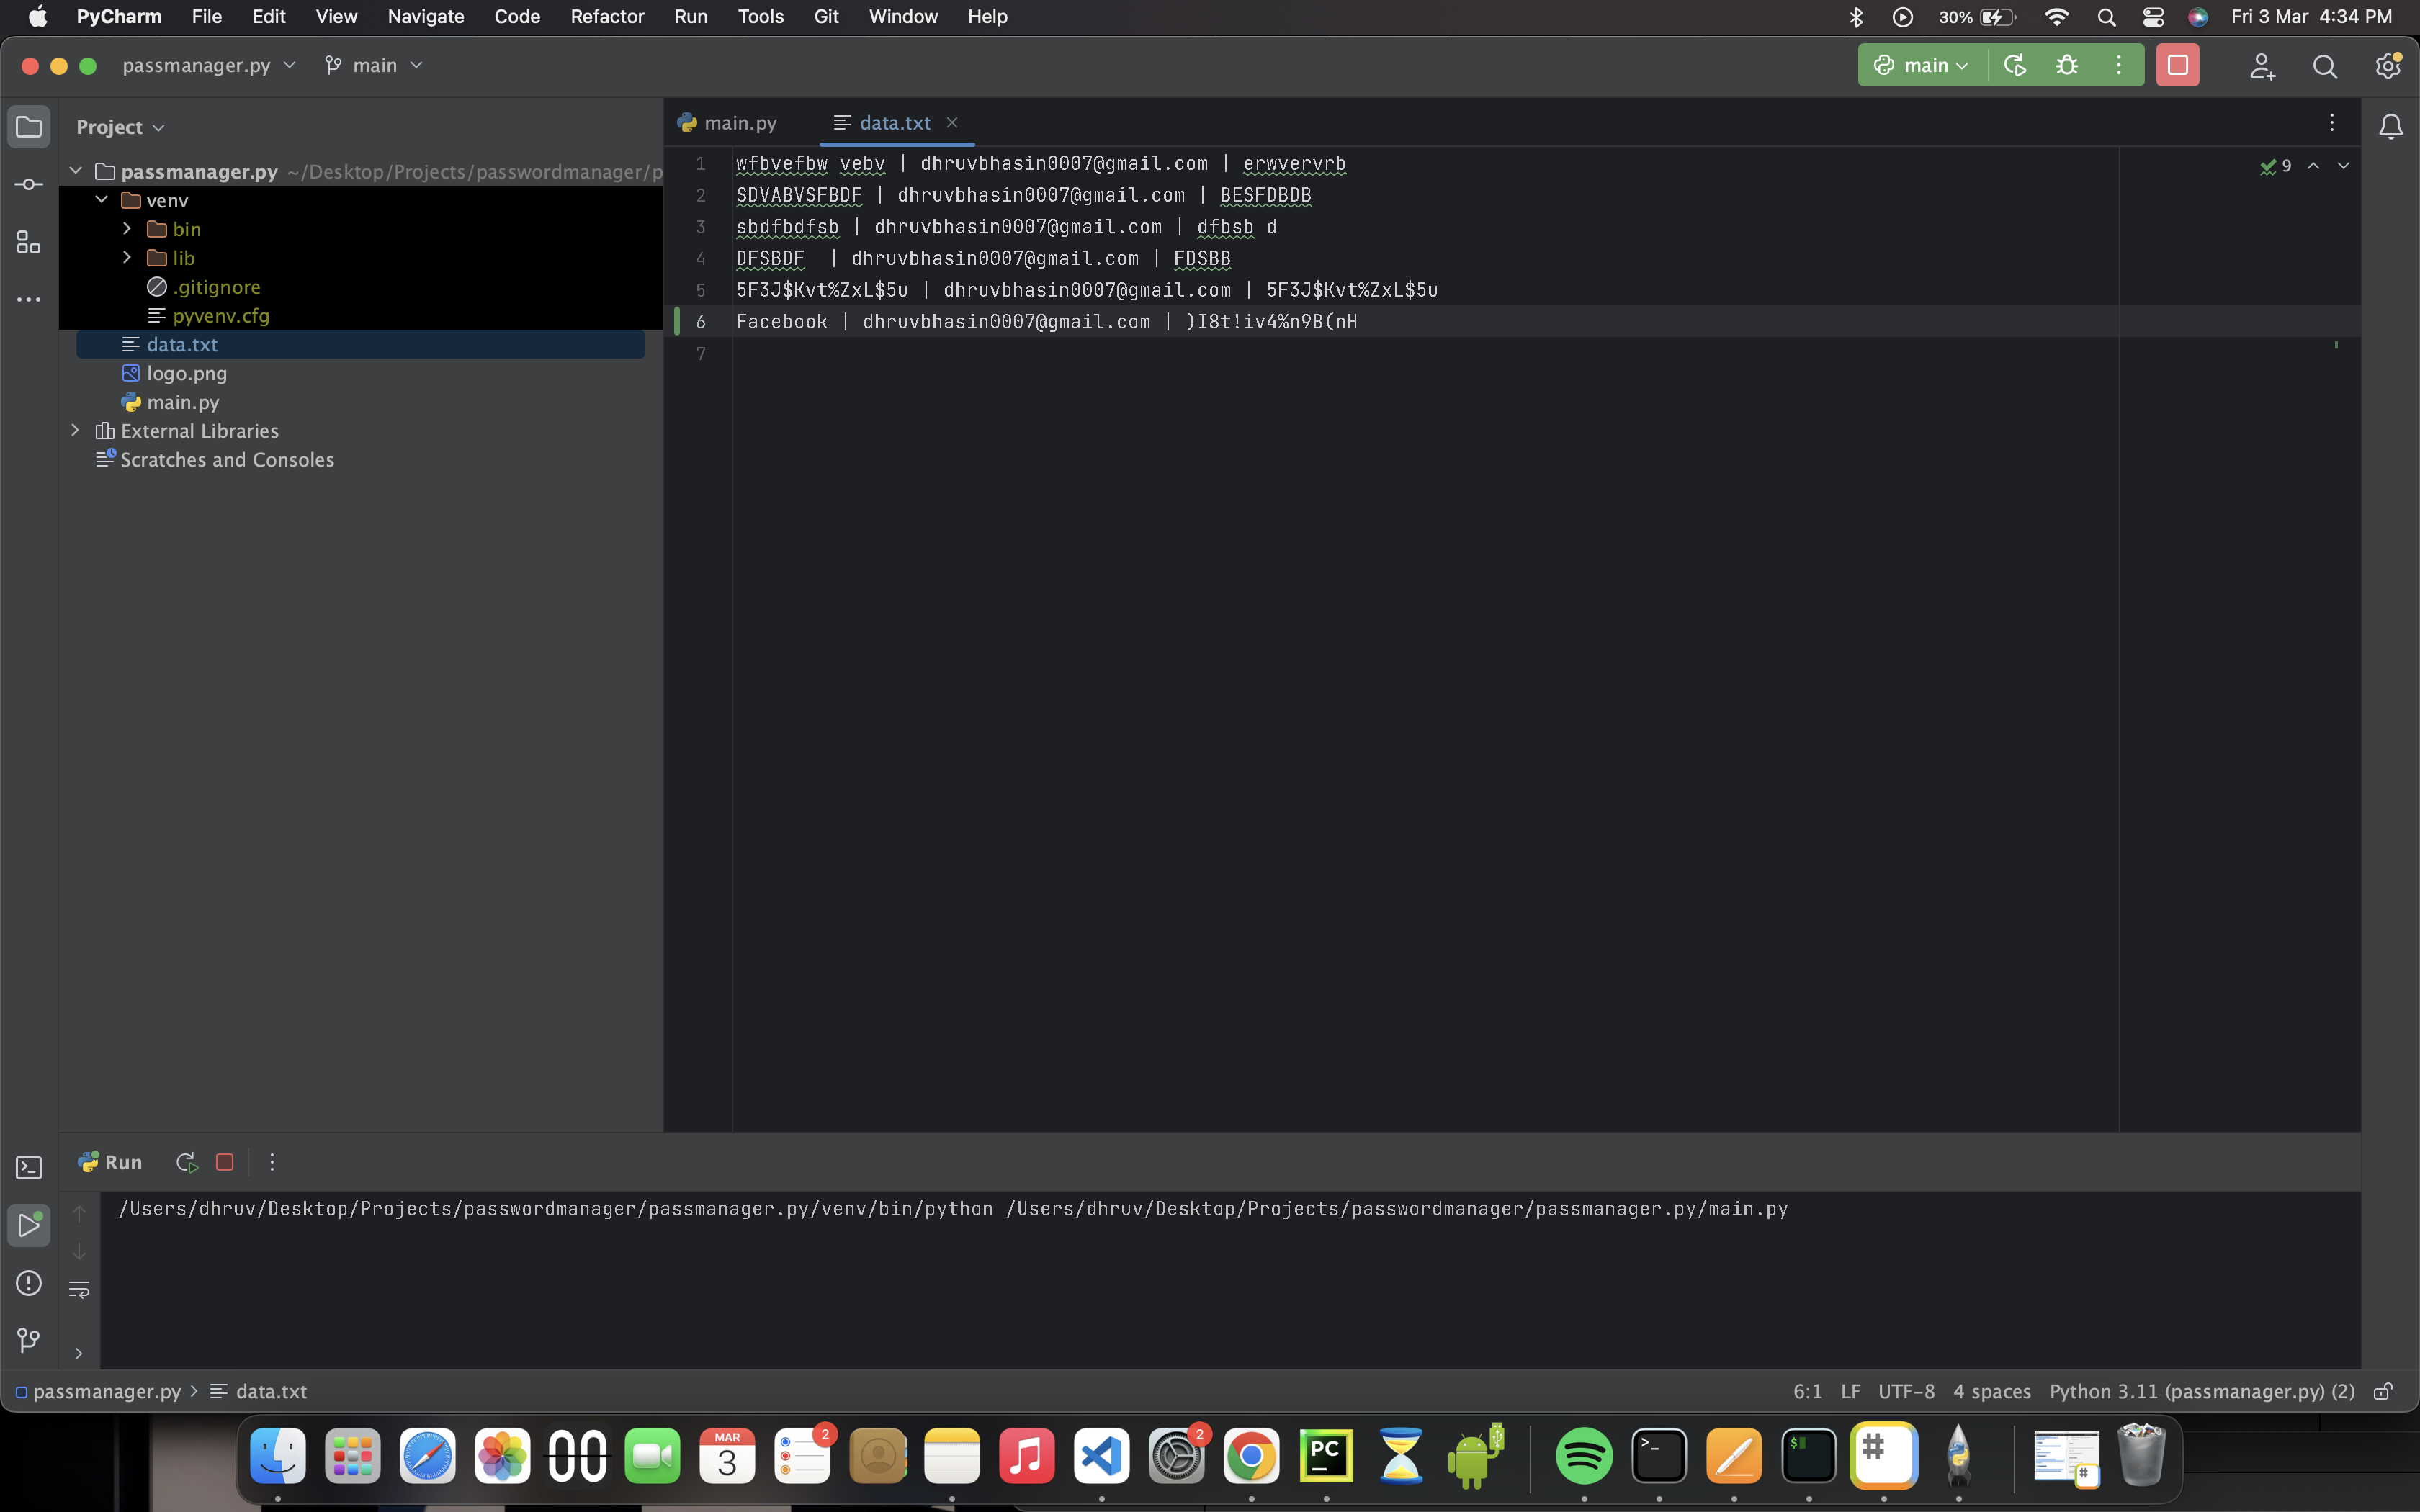 PyCharm File Edit View Navigate Code Refactor Run Tools Git Window Help 30% Fri 3 Mar 4:34 PM
passmanager.py main main
Project main.py data.txt
passmanager.py ~/Desktop/Projects/passwordmanager/p
venv
bin
lib
.gitignore
pyvenv.cfg
data.txt
logo.png
main.py
External Libraries
Scratches and Consoles
1 wfbvefbw vebv | dhruvbhasin0007@gmail.com | erwvervrb
2 SDVABVSFBDF | dhruvbhasin0007@gmail.com | BESFDBDB
3 sbdfbdfsb | dhruvbhasin0007@gmail.com | dfbsb d
4 DFSBDF  | dhruvbhasin0007@gmail.com | FDSBB
5 5F3J$Kvt%ZxL$5u | dhruvbhasin0007@gmail.com | 5F3J$Kvt%ZxL$5u
6 Facebook | dhruvbhasin0007@gmail.com | )I8t!iv4%n9B(nH
7
9
Run
/Users/dhruv/Desktop/Projects/passwordmanager/passmanager.py/venv/bin/python /Users/dhruv/Desktop/Projects/passwordmanager/passmanager.py/main.py
passmanager.py data.txt 6:1 LF UTF-8 4 spaces Python 3.11 (passmanager.py) (2)
00 MAR 3 2 2 PC >_ $ # #